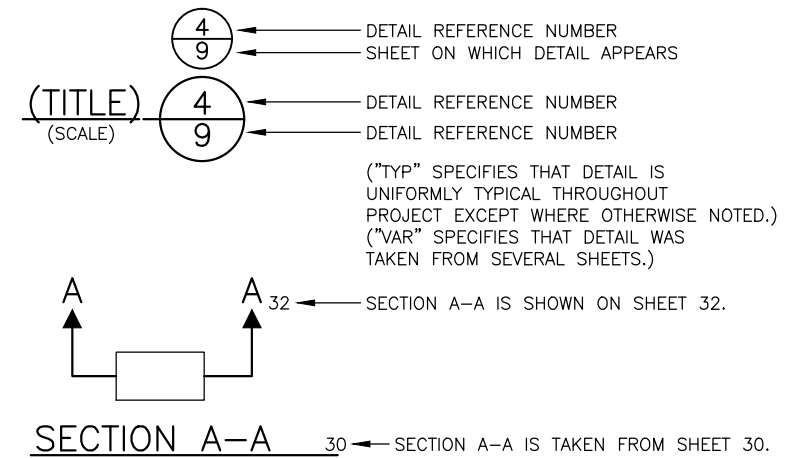 4 DETAIL REFERENCE NUMBER
9 SHEET ON WHICH DETAIL APPEARS
(TITLE) 4 DETAIL REFERENCE NUMBER
(SCALE) 9 DETAIL REFERENCE NUMBER
("TYP" SPECIFIES THAT DETAIL IS
UNIFORMLY TYPICAL THROUGHOUT
PROJECT EXCEPT WHERE OTHERWISE NOTED.)
("VAR" SPECIFIES THAT DETAIL WAS
TAKEN FROM SEVERAL SHEETS.)
A A 32 SECTION A-A IS SHOWN ON SHEET 32.
SECTION A-A 30 SECTION A-A IS TAKEN FROM SHEET 30.